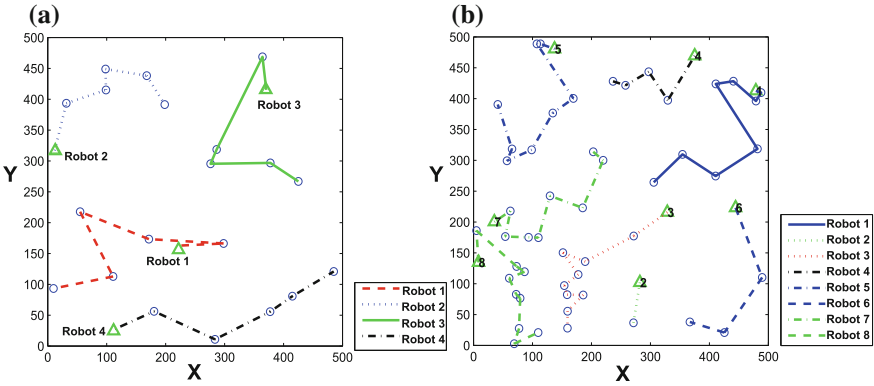 (a)
500
450
400
350
300
250
200
150
100
50
0
0
100
200
300
400
500
Y
X
Robot 3
Robot 2
Robot 1
Robot 4
Robot 1
Robot 2
Robot 3
Robot 4
(b)
500
450
400
350
300
250
200
150
100
50
0
0
100
200
300
400
500
Y
X
5
4
1
7
3
6
8
2
Robot 1
Robot 2
Robot 3
Robot 4
Robot 5
Robot 6
Robot 7
Robot 8